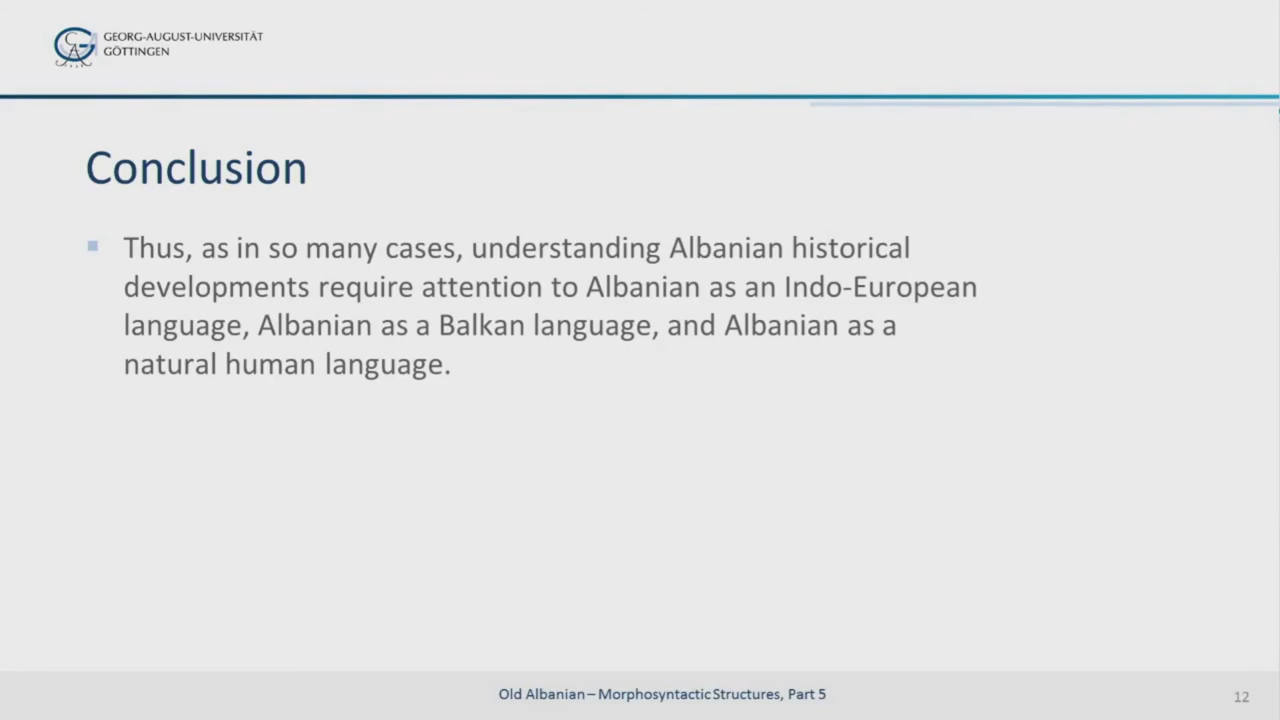 GEORG-AUGUST-UNIVERSITÄT
GÖTTINGEN
Conclusion
Thus, as in so many cases, understanding Albanian historical
developments require attention to Albanian as an Indo-European
language, Albanian as a Balkan language, and Albanian as a
natural human language.
Old Albanian – Morphosyntactic Structures, Part 5
12